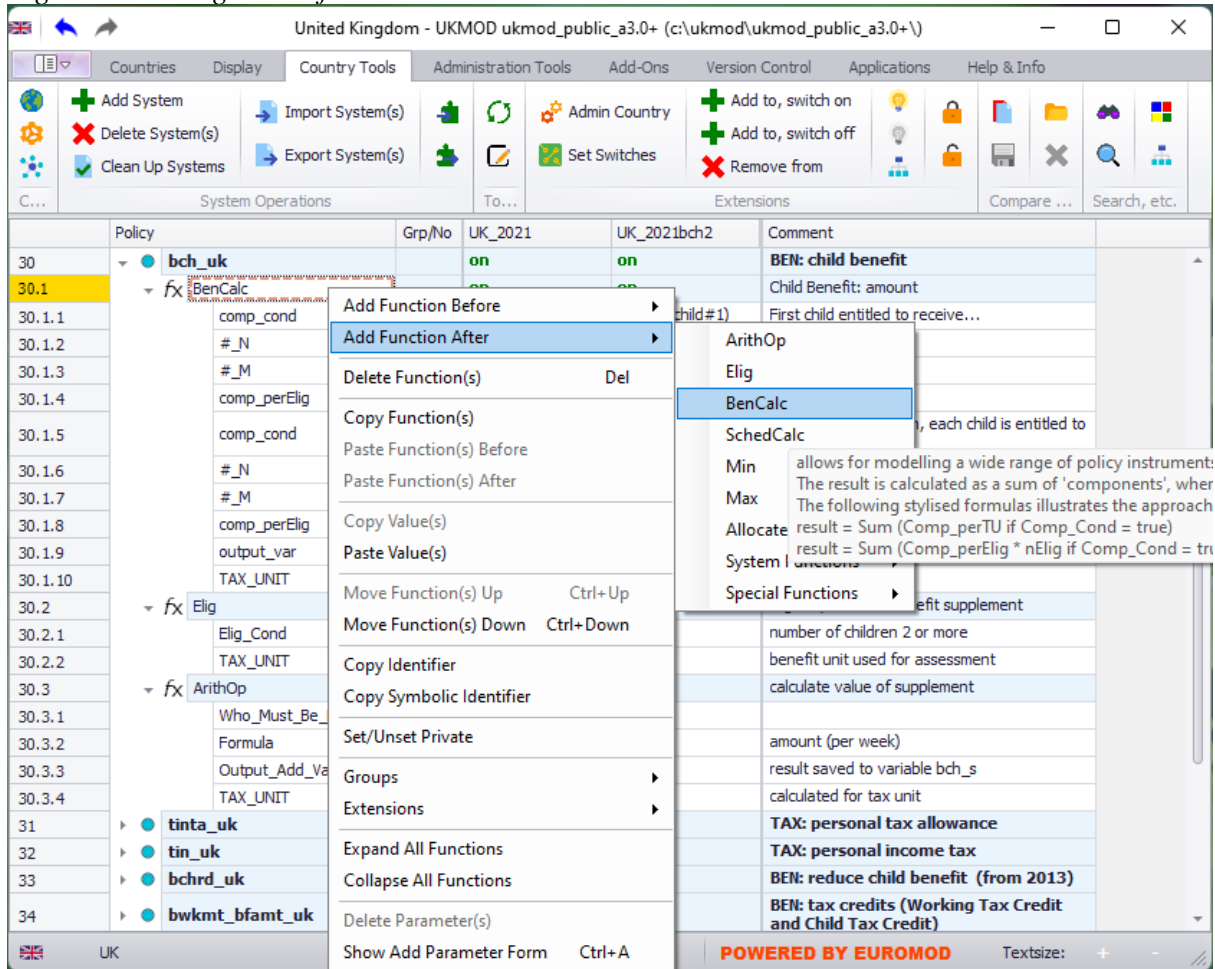 United Kingdom - UKMOD ukmod_public_a3.0+ (c:\ukmod\ukmod_public_a3.0+\)
Countries Display Country Tools Administration Tools Add-Ons Version Control Applications Help & Info
Add System Import System(s) Admin Country Add to, switch on
Delete System(s) Add to, switch off
Clean Up Systems Export System(s) Set Switches Remove from
C... System Operations To... Extensions Compare ... Search, etc.
Policy Grp/No UK_2021 UK_2021bch2 Comment
30 bch_uk on on BEN: child benefit
30.1 fx BenCalc Child Benefit: amount
30.1.1 comp_cond child#1) First child entitled to receive...
30.1.2 #_N
30.1.3 #_M
30.1.4 comp_perElig
30.1.5 comp_cond , each child is entitled to
30.1.6 #_N
30.1.7 #_M
30.1.8 comp_perElig
30.1.9 output_var
30.1.10 TAX_UNIT
30.2 fx Elig efit supplement
30.2.1 Elig_Cond number of children 2 or more
30.2.2 TAX_UNIT benefit unit used for assessment
30.3 fx ArithOp calculate value of supplement
30.3.1 Who_Must_Be_
30.3.2 Formula amount (per week)
30.3.3 Output_Add_Va result saved to variable bch_s
30.3.4 TAX_UNIT calculated for tax unit
31 tinta_uk TAX: personal tax allowance
32 tin_uk TAX: personal income tax
33 bchrd_uk BEN: reduce child benefit (from 2013)
34 bwkmt_bfamt_uk BEN: tax credits (Working Tax Credit
and Child Tax Credit)
Add Function Before
Add Function After
Delete Function(s) Del
Copy Function(s)
Paste Function(s) Before
Paste Function(s) After
Copy Value(s)
Paste Value(s)
Move Function(s) Up Ctrl+Up
Move Function(s) Down Ctrl+Down
Copy Identifier
Copy Symbolic Identifier
Set/Unset Private
Groups
Extensions
Expand All Functions
Collapse All Functions
Delete Parameter(s)
Show Add Parameter Form Ctrl+A
ArithOp
Elig
BenCalc
SchedCalc
Min
Max
Allocate
System Functions
Special Functions
allows for modelling a wide range of policy instruments
The result is calculated as a sum of 'components', wher
The following stylised formulas illustrates the approach
result = Sum (Comp_perTU if Comp_Cond = true)
result = Sum (Comp_perElig * nElig if Comp_Cond = tru
UK POWERED BY EUROMOD Textsize: + -